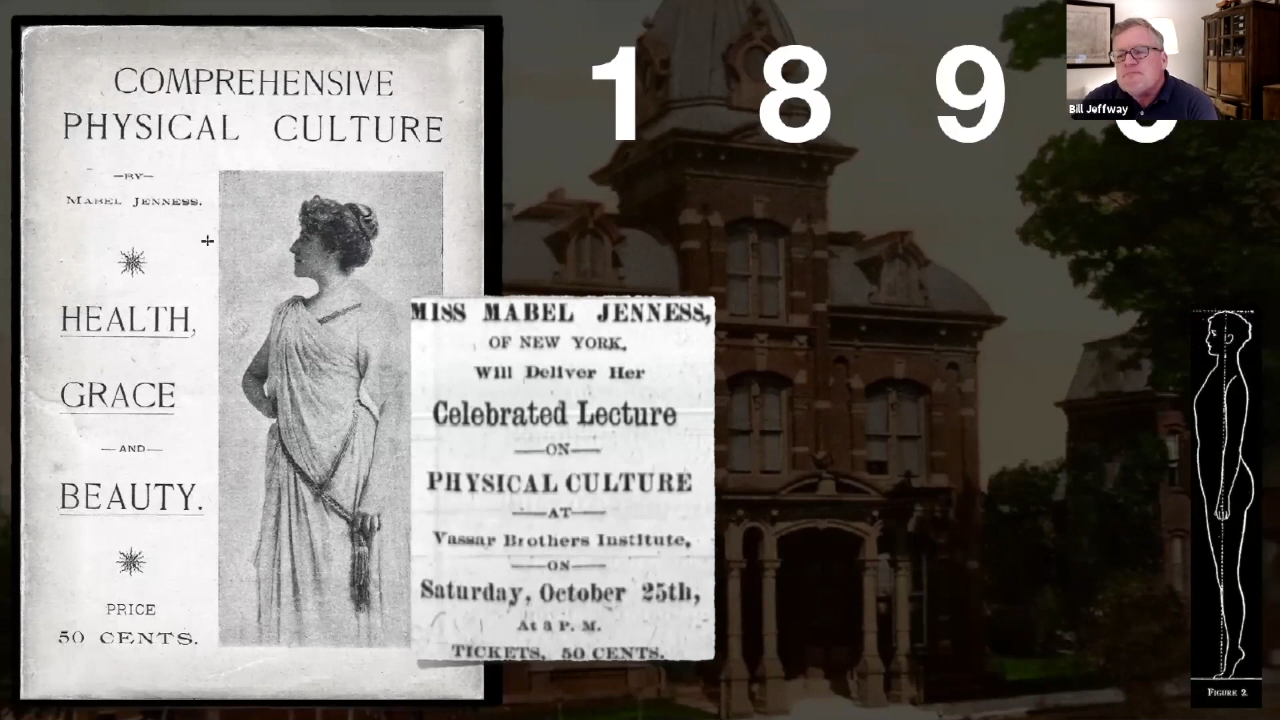 COMPREHENSIVE
PHYSICAL CULTURE
—BY—
MABEL JENNESS.
HEALTH,
GRACE
—AND—
BEAUTY.
PRICE
50 CENTS.
MISS MABEL JENNESS,
OF NEW YORK,
Will Deliver Her
Celebrated Lecture
—ON—
PHYSICAL CULTURE
—AT—
Vassar Brothers Institute,
—ON—
Saturday, October 25th,
At 3 P. M.
TICKETS, 50 CENTS.
1 8 9
Bill Jeffway
FIGURE 2.